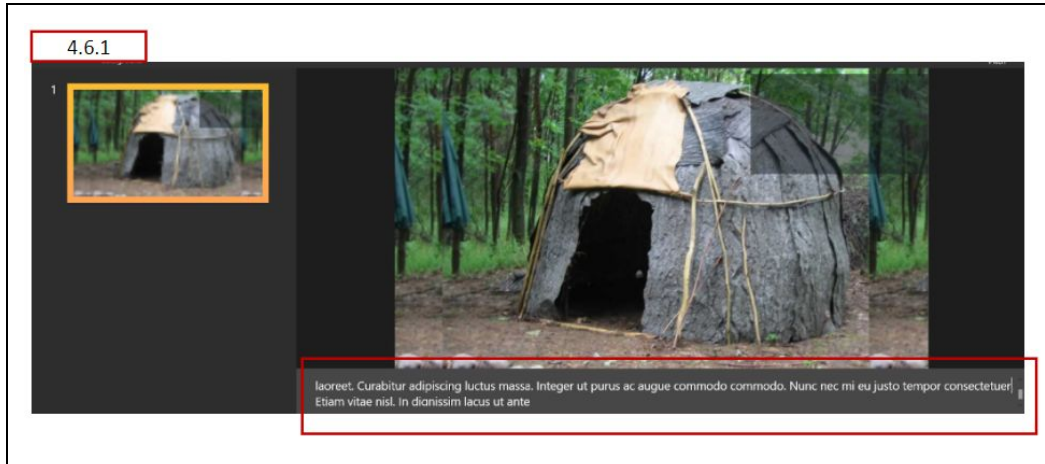 4.6.1
1
laoreet. Curabitur adipiscing luctus massa. Integer ut purus ac augue commodo commodo. Nunc nec mi eu justo tempor consectetuer
Etiam vitae nisl. In dignissim lacus ut ante